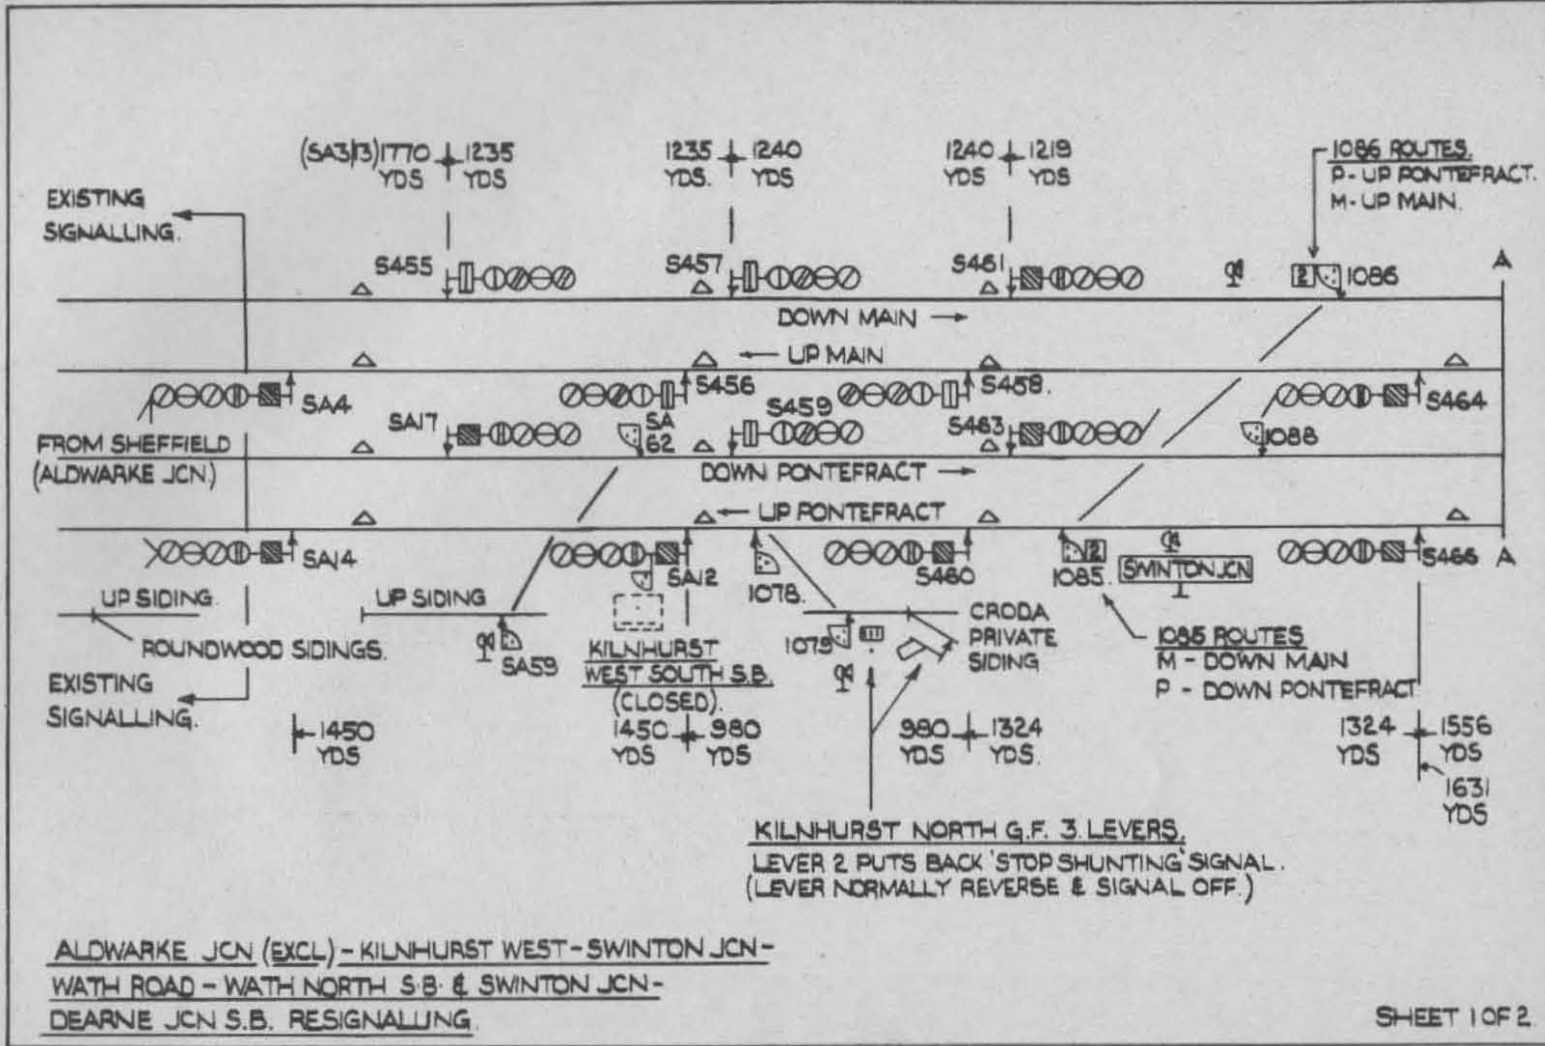 (SA3/13) 1770 YDS
1235 YDS
1235 YDS.
1240 YDS
1240 YDS
1219 YDS
1086 ROUTES.
P - UP PONTEFRACT.
M - UP MAIN.
EXISTING
SIGNALLING.
S455
S457
S461
2
1086
A
DOWN MAIN →
← UP MAIN
SA4
S456
S458.
S464
FROM SHEFFIELD
(ALDWARKE JCN.)
SA17
SA
62
S459
S463
1088
DOWN PONTEFRACT →
← UP PONTEFRACT
SA14
SA12
1078.
S460
1085.
2
SWINTON JCN
S466
A
UP SIDING.
UP SIDING
ROUNDWOOD SIDINGS.
SA59
KILNHURST
WEST SOUTH S.B.
(CLOSED).
1079
CRODA
PRIVATE
SIDING
1085 ROUTES
M - DOWN MAIN
P - DOWN PONTEFRACT
EXISTING
SIGNALLING.
1450 YDS
1450 YDS
980 YDS
980 YDS
1324 YDS.
1324 YDS
1556 YDS
1631 YDS
KILNHURST NORTH G.F. 3. LEVERS.
LEVER 2 PUTS BACK 'STOP SHUNTING' SIGNAL.
(LEVER NORMALLY REVERSE & SIGNAL OFF.)
ALDWARKE JCN (EXCL) - KILNHURST WEST - SWINTON JCN -
WATH ROAD - WATH NORTH S.B. & SWINTON JCN -
DEARNE JCN S.B. RESIGNALLING.
SHEET 1 OF 2.